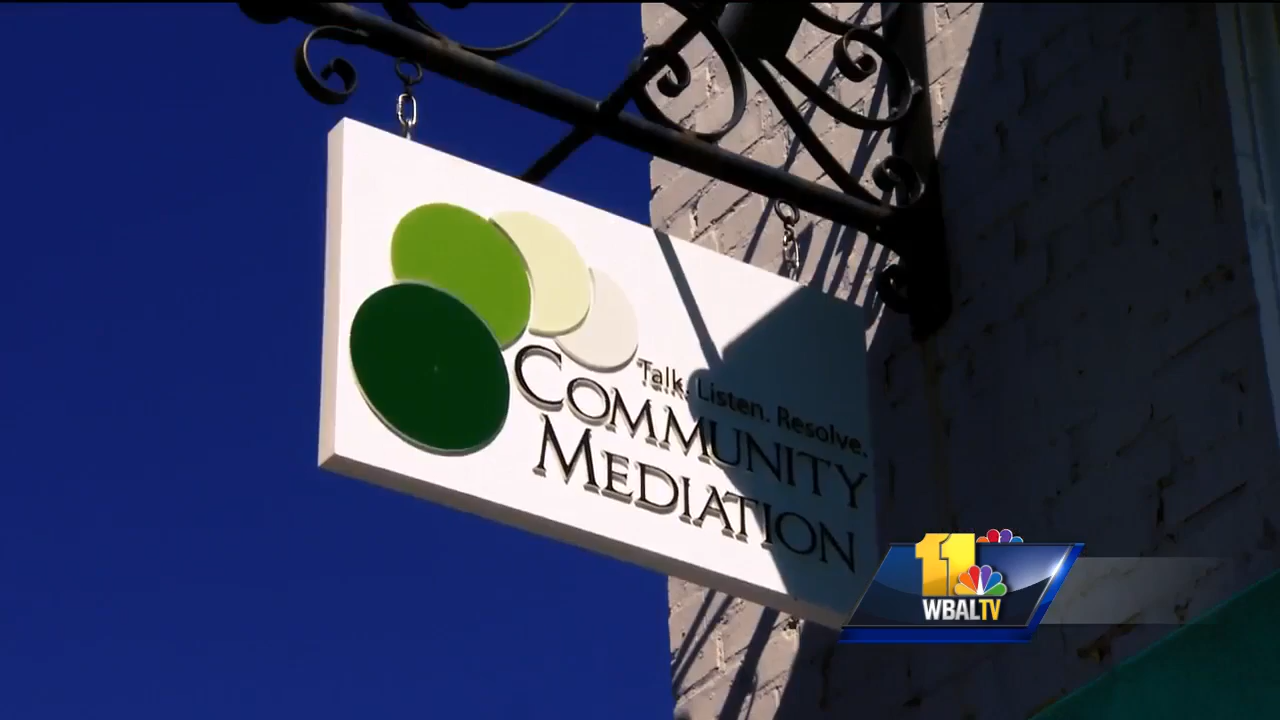 Talk. Listen. Resolve.
COMMUNITY
MEDIATION
11
WBALTV